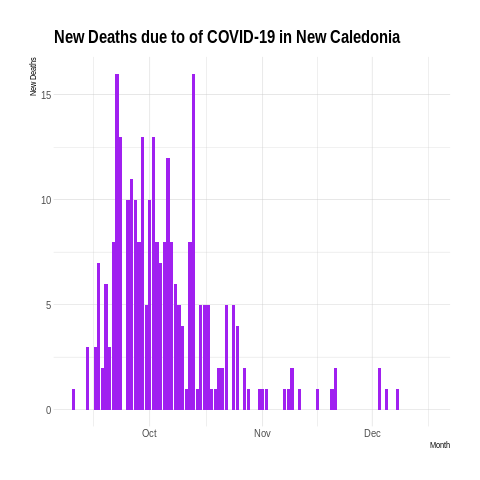 New Deaths due to of COVID-19 in New Caledonia
New Deaths
15
10
5
0
Oct Nov Dec
Month